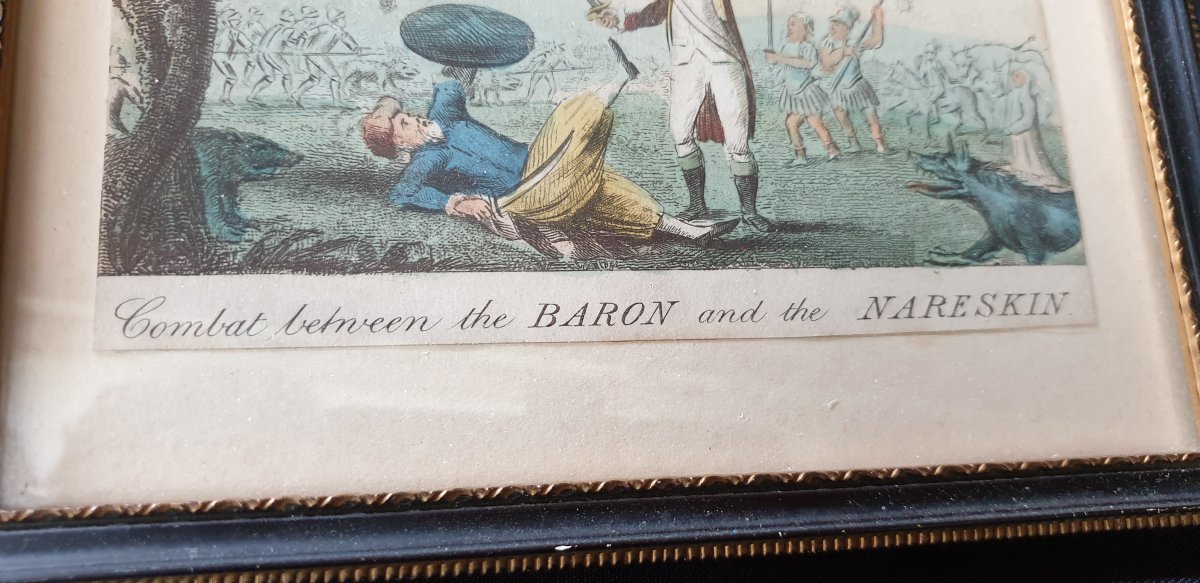 Combat between the BARON and the NARESKIN.